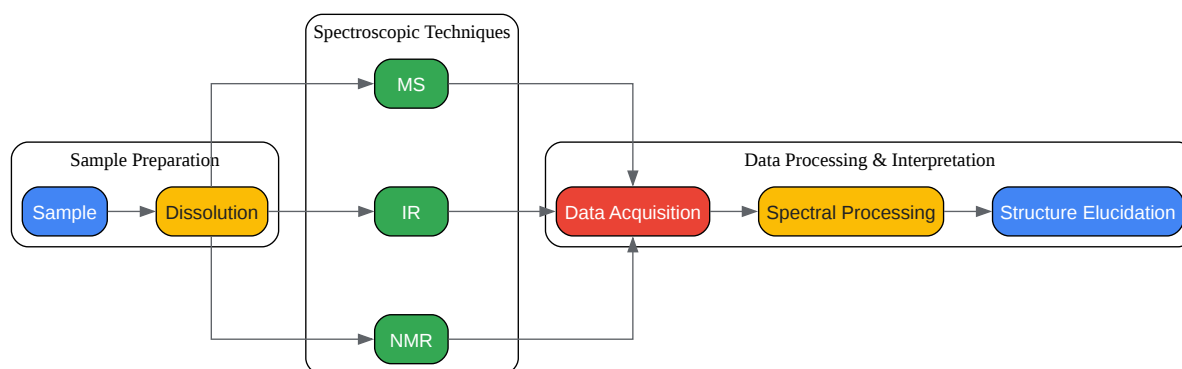 Spectroscopic Techniques
MS
Sample Preparation
Data Processing & Interpretation
Sample
Dissolution
IR
Data Acquisition
Spectral Processing
Structure Elucidation
NMR